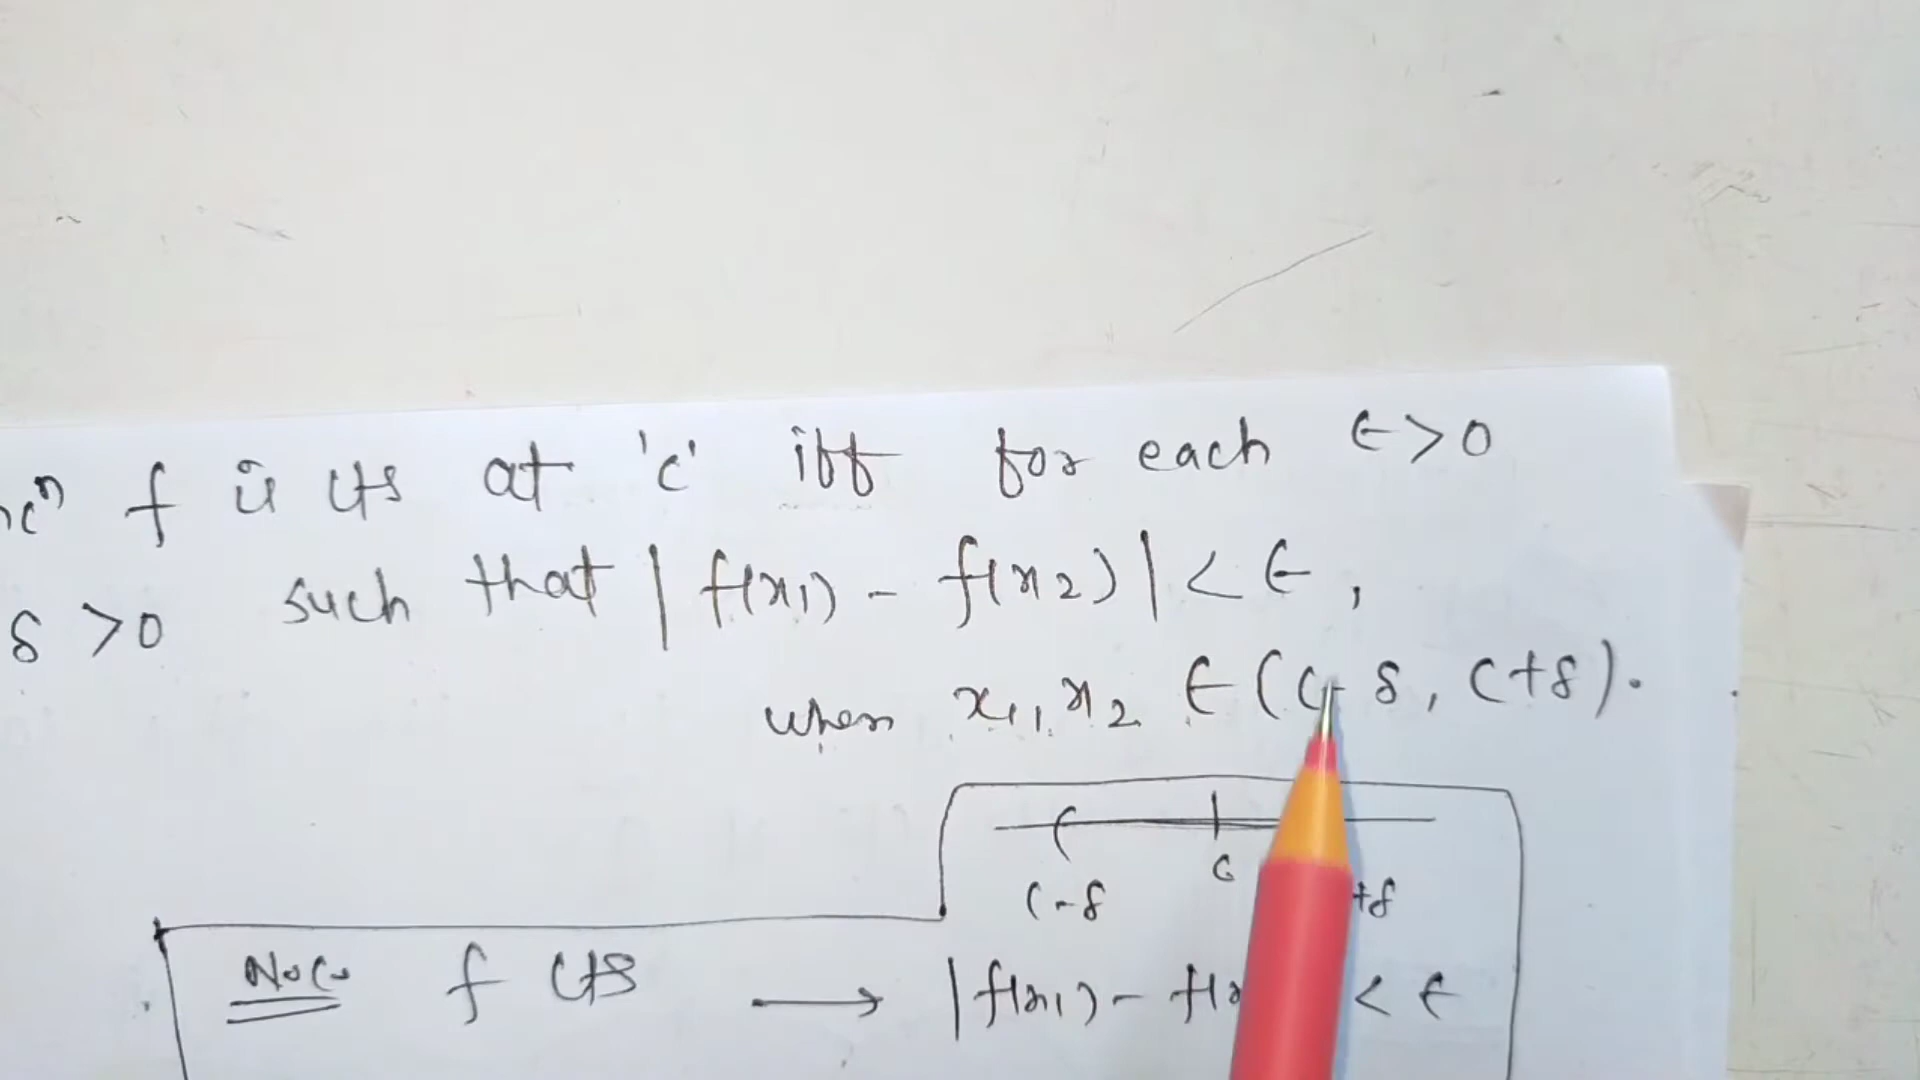 f is cts at 'c' iff for each ϵ>0
δ >0 such that | f(x1) - f(x2) | < ϵ ,
when x1, x2 ∈ (c-δ, c+δ).
c
c-δ +δ
N.C. f cts → |f(x1) - f(x < ϵ